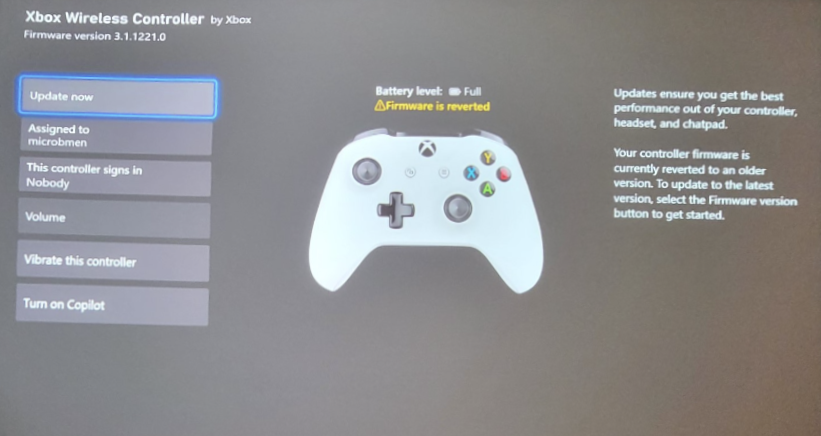 Xbox Wireless Controller by Xbox
Firmware version 3.1.1221.0
Update now
Assigned to
microbmen
This controller signs in
Nobody
Volume
Vibrate this controller
Turn on Copilot
Battery level: Full
⚠Firmware is reverted
Y
X
A
Updates ensure you get the best
performance out of your controller,
headset, and chatpad.
Your controller firmware is
currently reverted to an older
version. To update to the latest
version, select the Firmware version
button to get started.